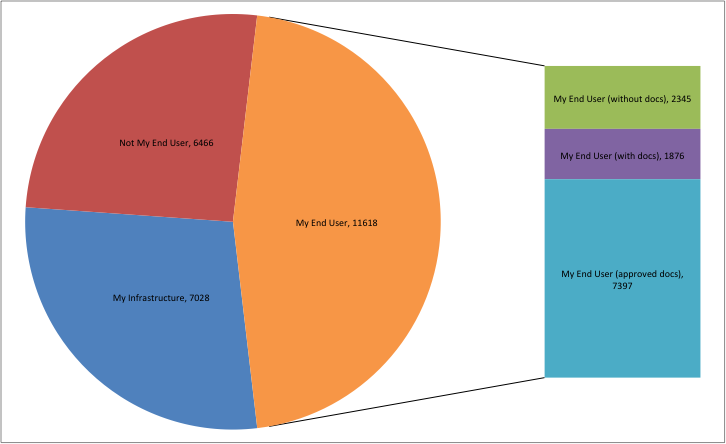 Not My End User, 6466
My End User, 11618
My Infrastructure, 7028
My End User (without docs), 2345
My End User (with docs), 1876
My End User (approved docs),
7397